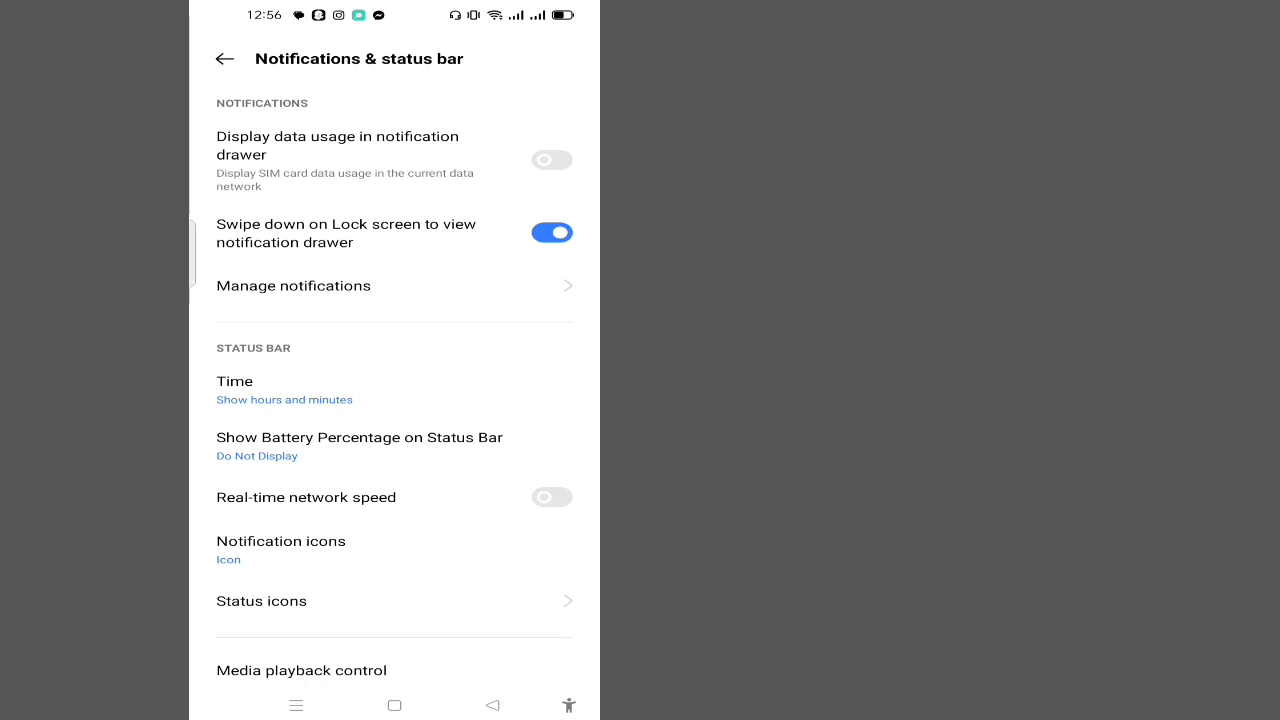 12:56
Notifications & status bar
NOTIFICATIONS
Display data usage in notification
drawer
Display SIM card data usage in the current data
network
Swipe down on Lock screen to view
notification drawer
Manage notifications
STATUS BAR
Time
Show hours and minutes
Show Battery Percentage on Status Bar
Do Not Display
Real-time network speed
Notification icons
Icon
Status icons
Media playback control